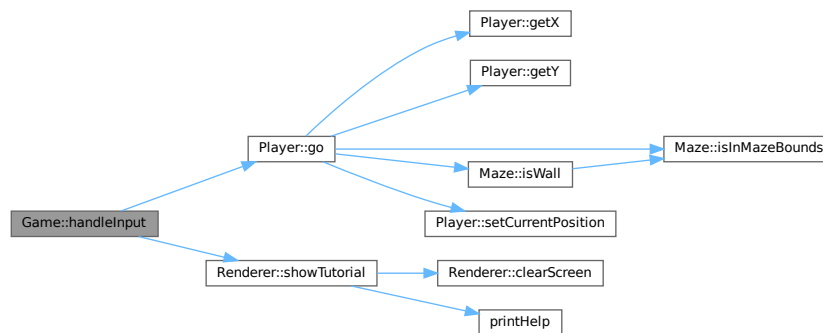 Player::getX
Player::getY
Player::go
Maze::isInMazeBounds
Maze::isWall
Game::handleInput
Player::setCurrentPosition
Renderer::showTutorial
Renderer::clearScreen
printHelp